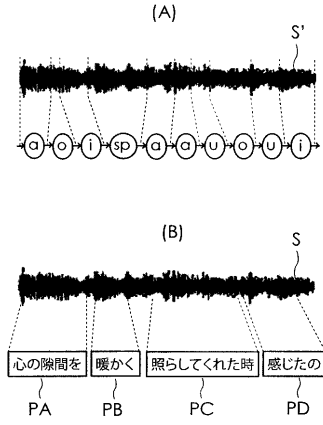 (A)
S'
a o i sp a a u o u i
(B)
S
心の隙間を 暖かく 照らしてくれた時 感じたの
PA PB PC PD